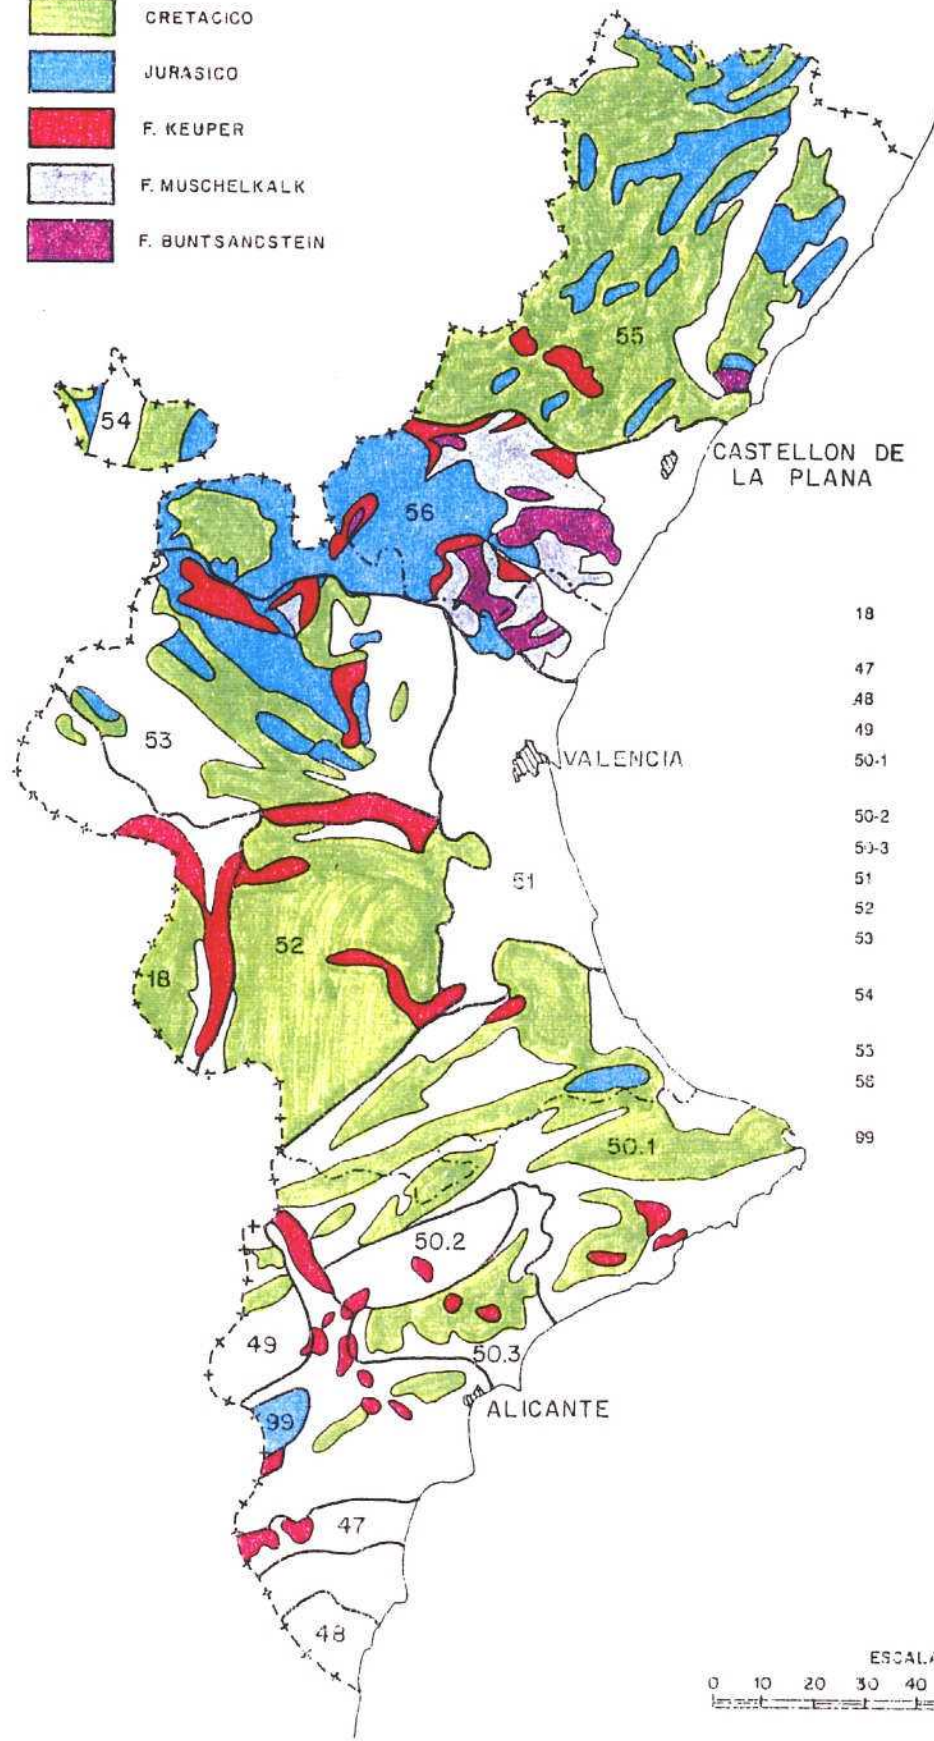 CRETACICO
JURASICO
F. KEUPER
F. MUSCHELKALK
F. BUNTSANDSTEIN
55
54
CASTELLON DE
LA PLANA
56
18
47
48
49
50-1
50-2
50-3
51
52
53
54
55
56
99
53
VALENCIA
51
52
18
50.1
50.2
49
50.3
99
ALICANTE
47
48
ESCALA
0 10 20 30 40